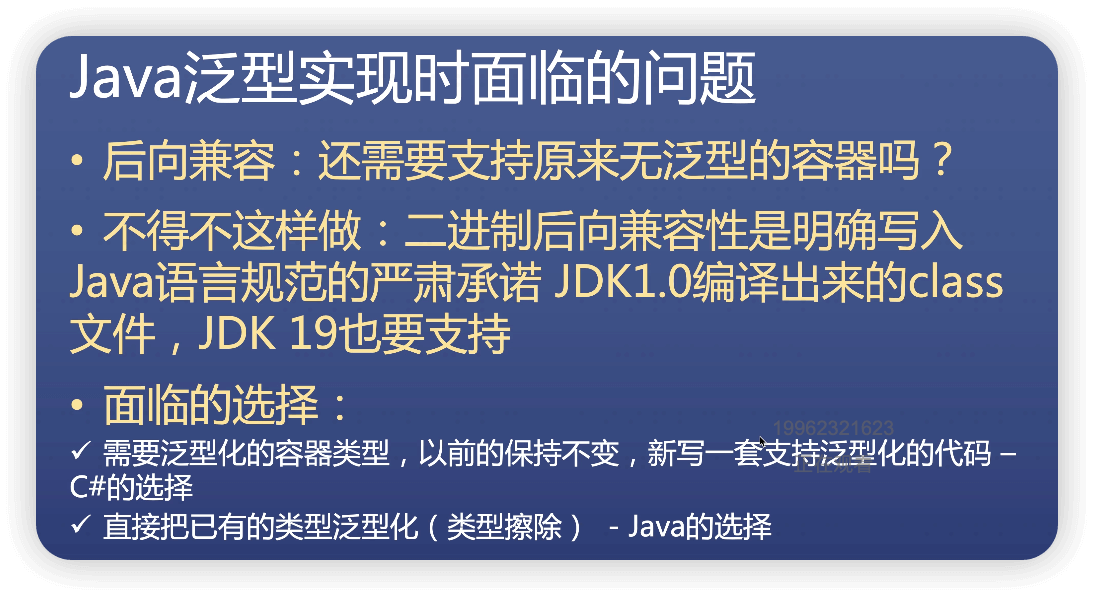 Java泛型实现时面临的问题
• 后向兼容：还需要支持原来无泛型的容器吗？
• 不得不这样做：二进制后向兼容性是明确写入
Java语言规范的严肃承诺 JDK1.0编译出来的class
文件，JDK 19也要支持
• 面临的选择：
19962321623
✓ 需要泛型化的容器类型，以前的保持不变，新写一套支持泛型化的代码 –
正在观看
C#的选择
✓ 直接把已有的类型泛型化（类型擦除） - Java的选择